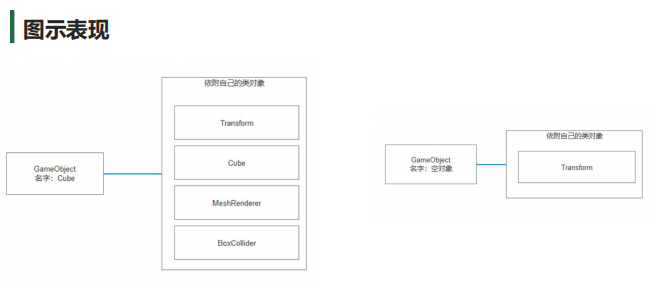 图示表现
依附自己的类对象
Transform
Cube
MeshRenderer
BoxCollider
GameObject
名字：Cube
依附自己的类对象
Transform
GameObject
名字：空对象